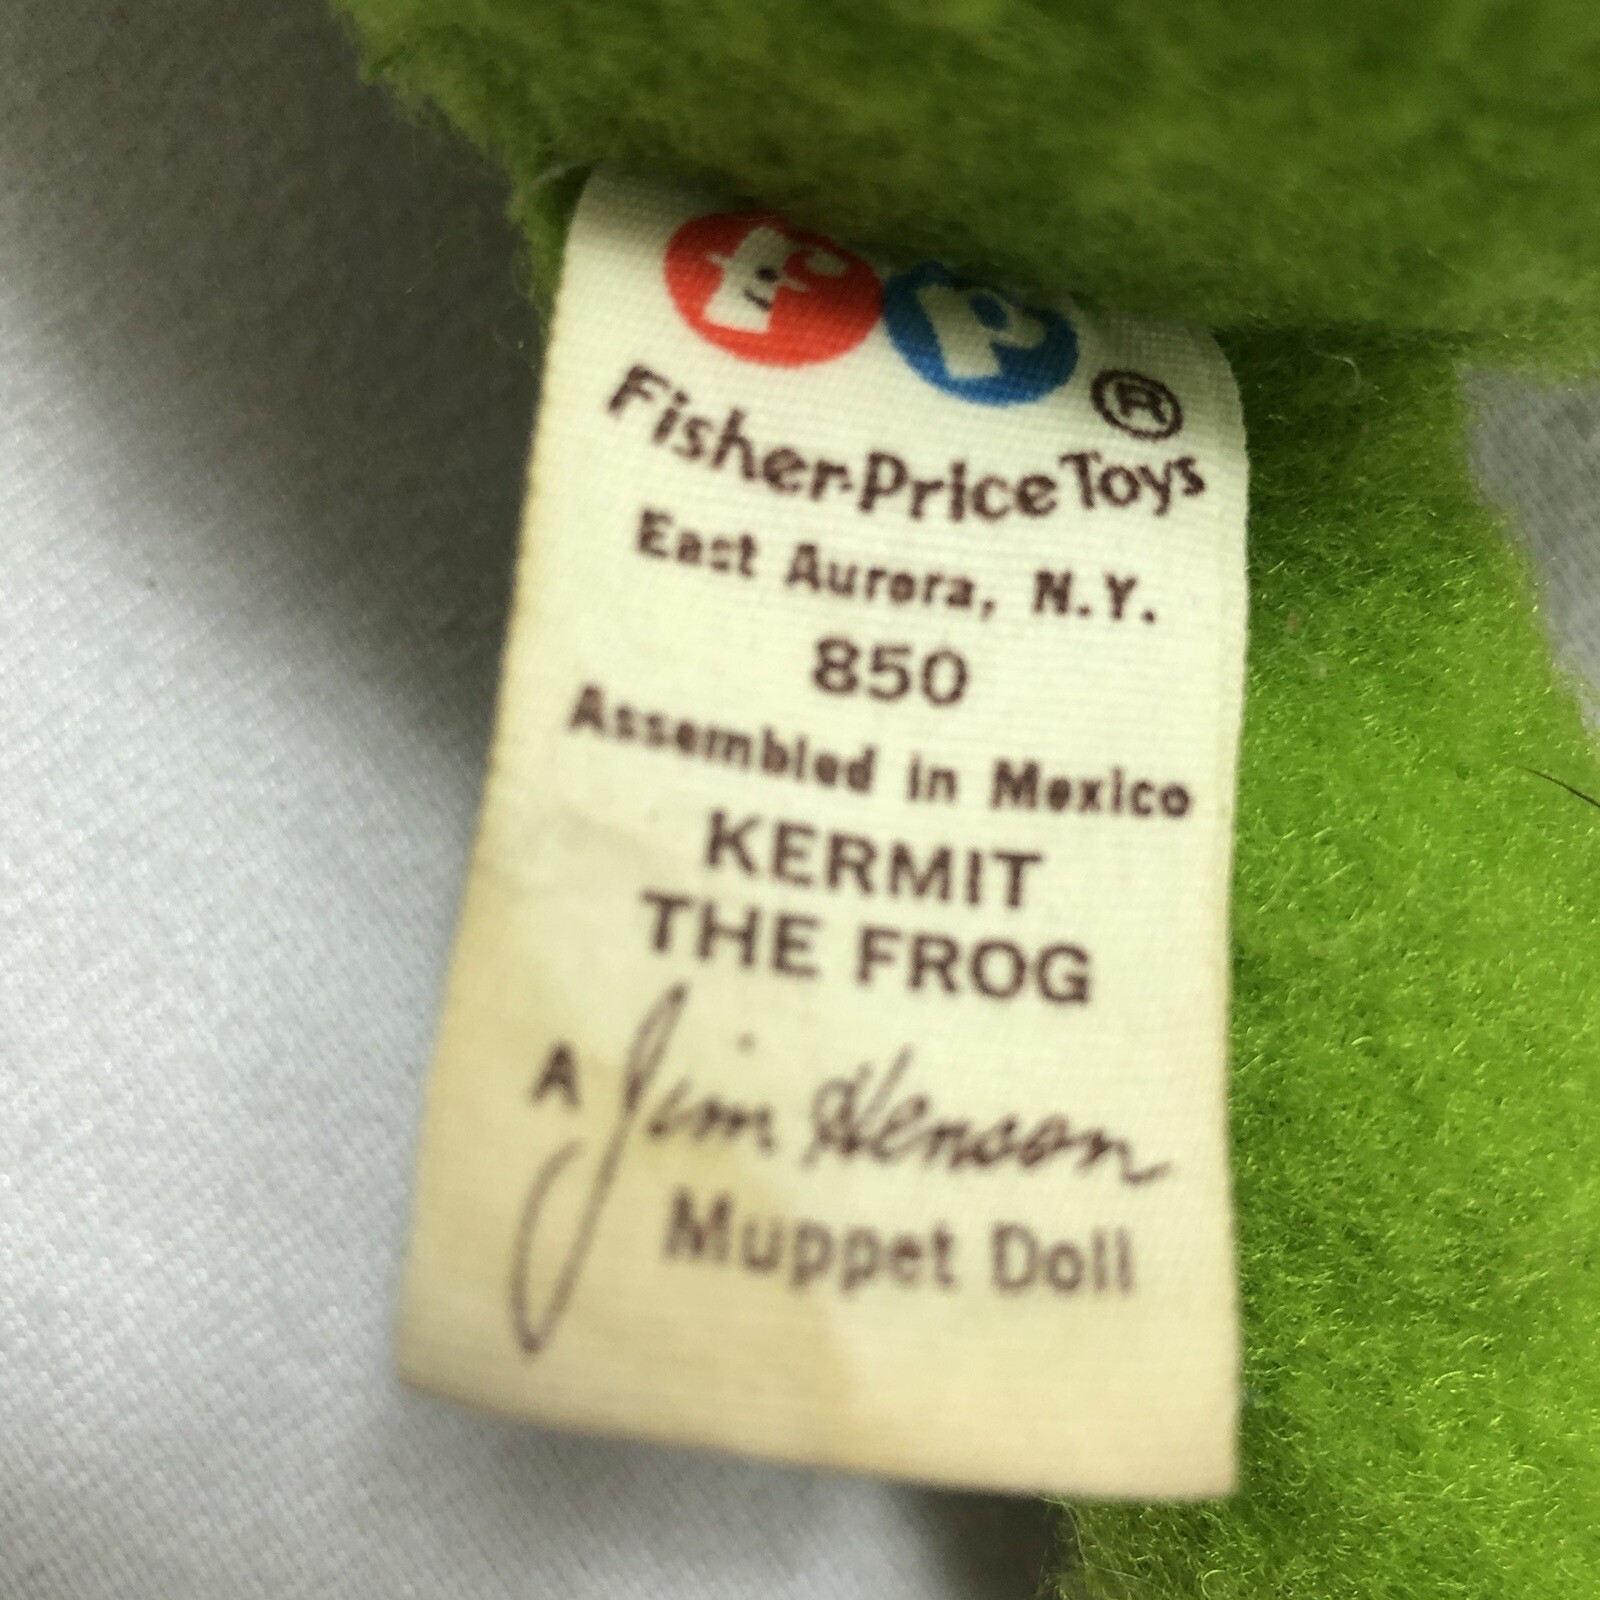 FP ®
Fisher-Price Toys
East Aurora, N.Y.
850
Assembled in Mexico
KERMIT
THE FROG
A Jim Henson
Muppet Doll